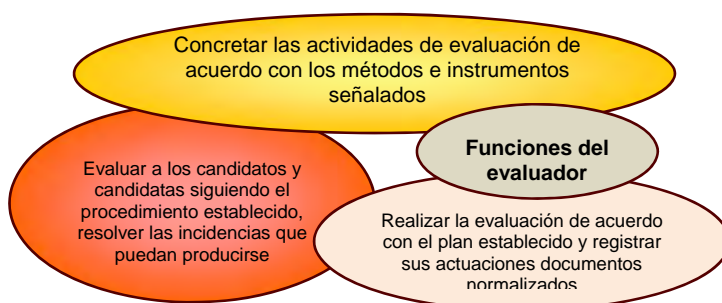 Concretar las actividades de evaluación de
acuerdo con los métodos e instrumentos
señalados
Funciones del
evaluador
Evaluar a los candidatos y
candidatas siguiendo el
procedimiento establecido,
resolver las incidencias que
puedan producirse
Realizar la evaluación de acuerdo
con el plan establecido y registrar
sus actuaciones documentos
normalizados